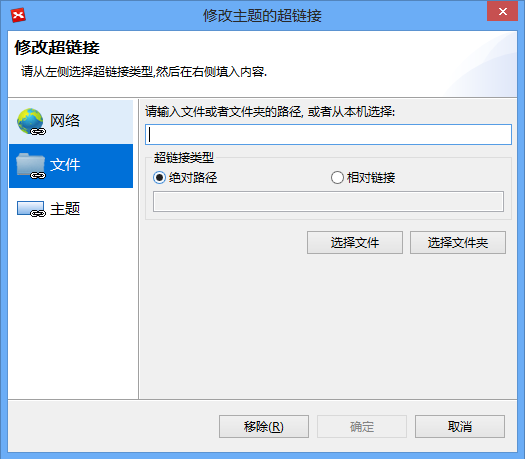 修改主题的超链接
修改超链接
请从左侧选择超链接类型,然后在右侧填入内容.
网络
文件
主题
请输入文件或者文件夹的路径, 或者从本机选择:
超链接类型
绝对路径
相对链接
选择文件
选择文件夹
移除(R)
确定
取消